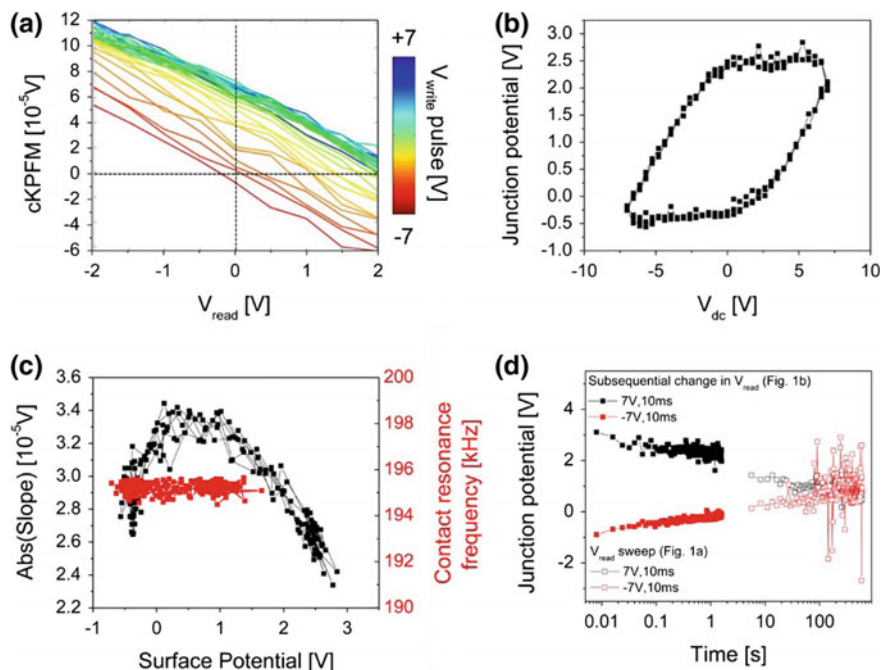 (a)
12
10
8
6
4
2
0
-2
-4
-6
cKPFM [10⁻⁵V]
-2 -1 0 1 2
V_read [V]
+7
V_write pulse [V]
-7
(b)
3.0
2.5
2.0
1.5
1.0
0.5
0.0
-0.5
-1.0
Junction potential [V]
-10 -5 0 5 10
V_dc [V]
(c)
3.6
3.4
3.2
3.0
2.8
2.6
2.4
2.2
Abs(Slope) [10⁻⁵V]
-1 0 1 2 3
Surface Potential [V]
200
199
198
196
195
193
192
191
190
Contact resonance
frequency [kHz]
(d)
4
2
0
-2
Junction potential [V]
Subsequential change in V_read (Fig. 1b)
7V,10ms
-7V,10ms
V_read sweep (Fig. 1a)
7V,10ms
-7V,10ms
0.01 0.1 1 10 100
Time [s]